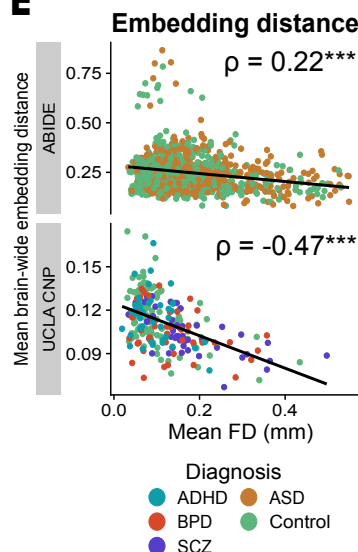 E
Embedding distance
Mean brain-wide embedding distance
ABIDE
ρ = 0.22***
0.75
0.50
0.25
UCLA CNP
ρ = -0.47***
0.15
0.12
0.09
0.0 0.2 0.4
Mean FD (mm)
Diagnosis
ADHD ASD
BPD Control
SCZ